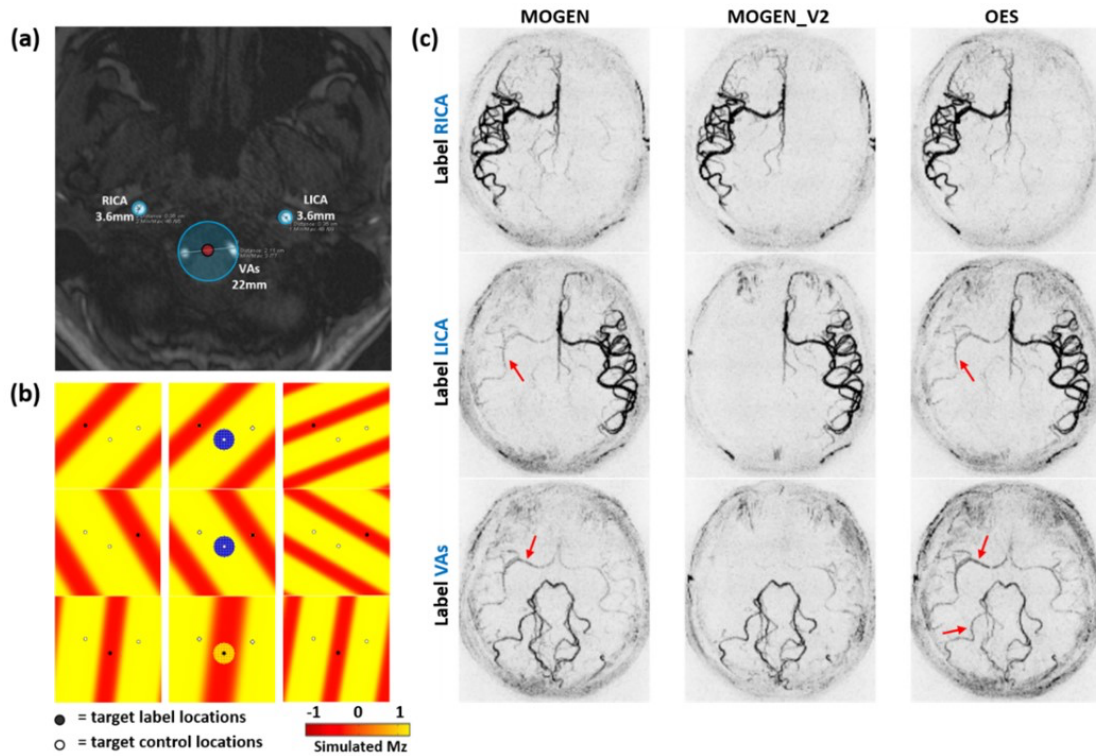 MOGEN MOGEN_V2 OES
(a) (c)
RICA
3.6mm
LICA
3.6mm
VAs
22mm
Label RICA
Label LICA
Label VAs
(b)
= target label locations
= target control locations
-1 0 1
Simulated Mz